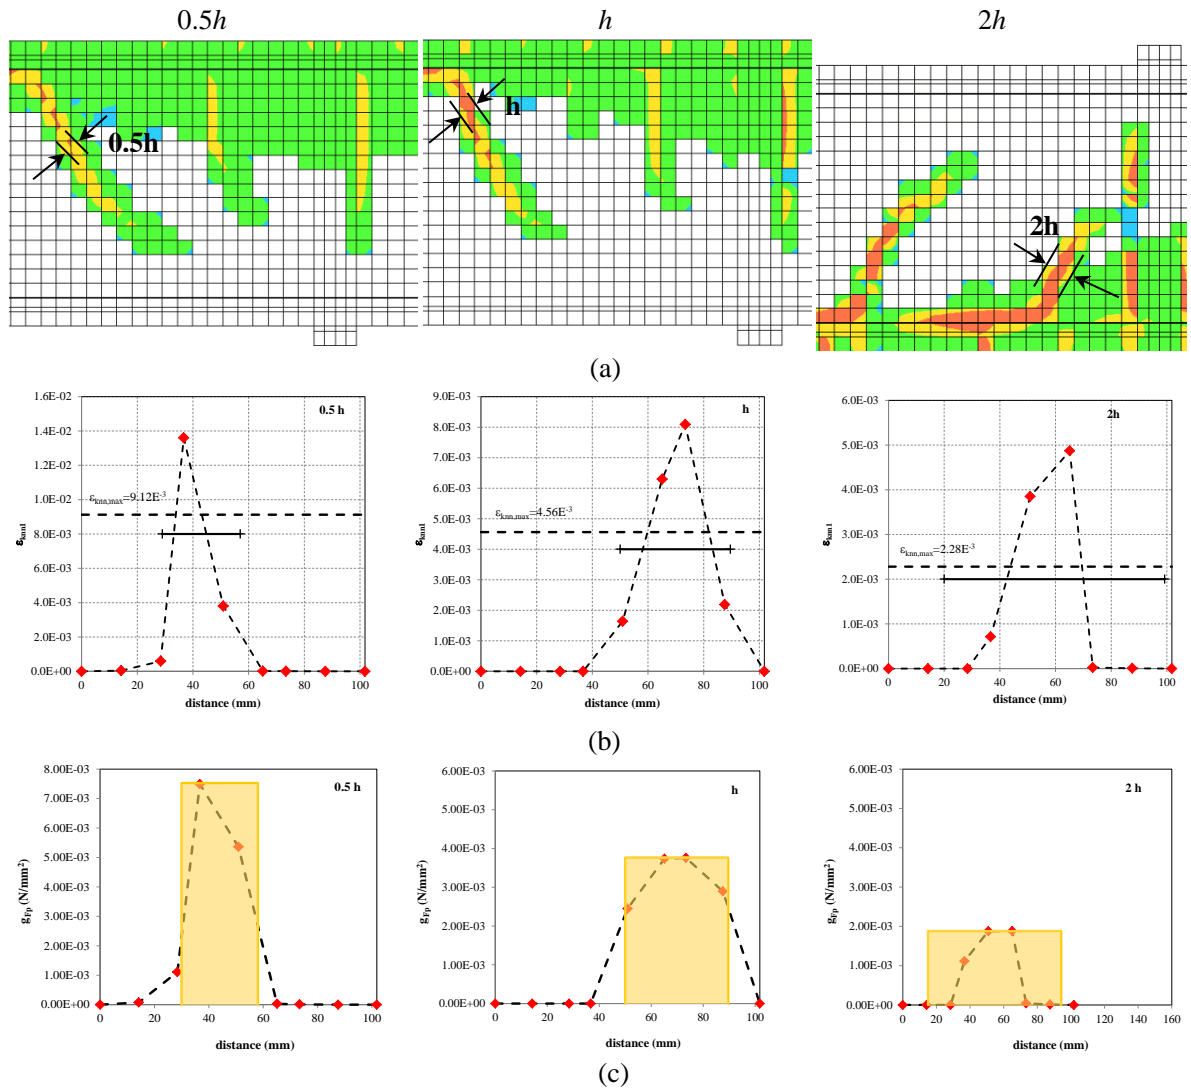 0.5h h 2h
0.5h h 2h
(a)
1.6E-02 9.0E-03 6.0E-03
0.5 h h 2h
1.4E-02 8.0E-03 5.0E-03
1.2E-02 7.0E-03
1.0E-02 6.0E-03 4.0E-03
εknn,max=9.12E-3 5.0E-03 εknn,max=4.56E-3
8.0E-03 4.0E-03 3.0E-03
εknn,max=2.28E-3
6.0E-03 3.0E-03 2.0E-03
4.0E-03 2.0E-03 1.0E-03
2.0E-03 1.0E-03
0.0E+00 0.0E+00 0.0E+00
εknn1 εknn1 εknn1
0 20 40 60 80 100 0 20 40 60 80 100 0 20 40 60 80 100
distance (mm) distance (mm) distance (mm)
(b)
8.00E-03 6.00E-03 6.00E-03
0.5 h h 2 h
7.00E-03 5.00E-03 5.00E-03
6.00E-03
5.00E-03 4.00E-03 4.00E-03
4.00E-03 3.00E-03 3.00E-03
3.00E-03 2.00E-03 2.00E-03
2.00E-03
1.00E-03 1.00E-03 1.00E-03
0.00E+00 0.00E+00 0.00E+00
gFp (N/mm2) gFp (N/mm2) gFp (N/mm2)
0 20 40 60 80 100 0 20 40 60 80 100 0 20 40 60 80 100 120 140 160
distance (mm) distance (mm) distance (mm)
(c)